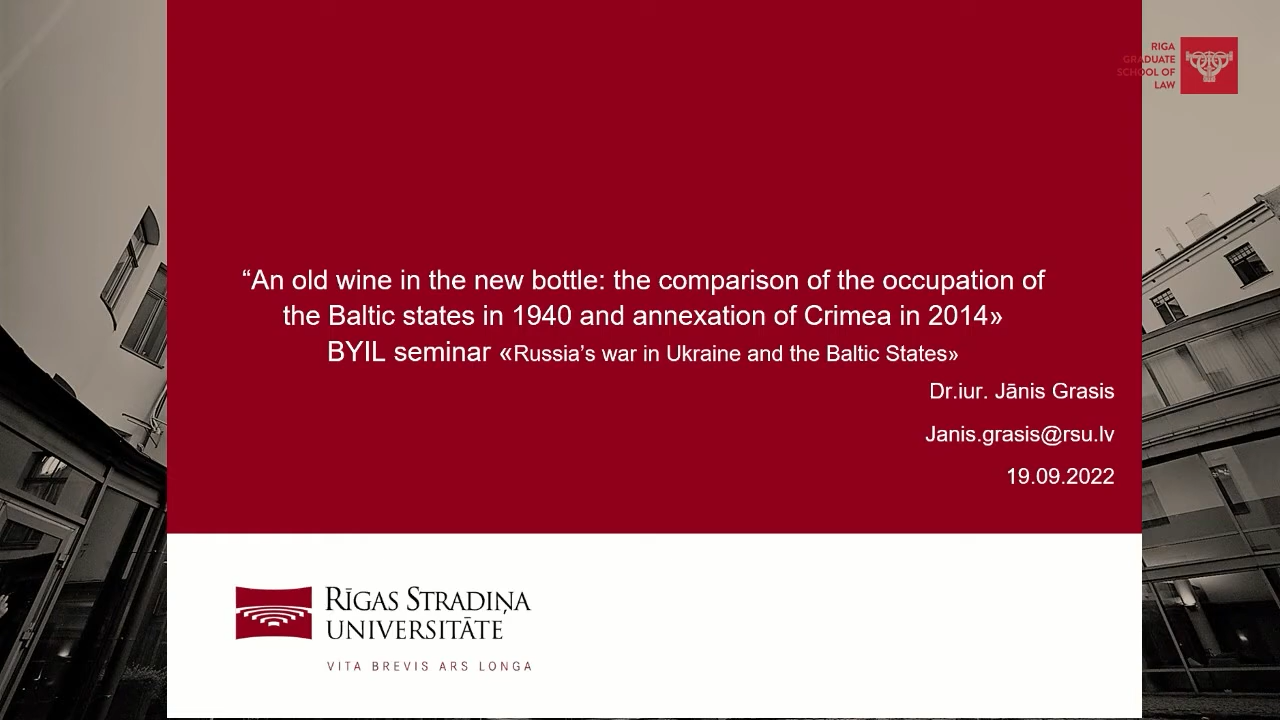 RIGA
GRADUATE
SCHOOL OF
LAW
“An old wine in the new bottle: the comparison of the occupation of
the Baltic states in 1940 and annexation of Crimea in 2014»
BYIL seminar «Russia’s war in Ukraine and the Baltic States»
Dr.iur. Jānis Grasis
Janis.grasis@rsu.lv
19.09.2022
RĪGAS STRADIŅA
UNIVERSITĀTE
VITA BREVIS ARS LONGA